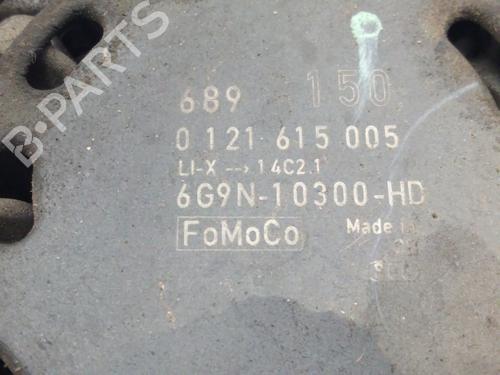 B-PARTS
689 150
0 121 615 005
LI-X --> 14C2.1
6G9N-10300-HD
FoMoCo Made in